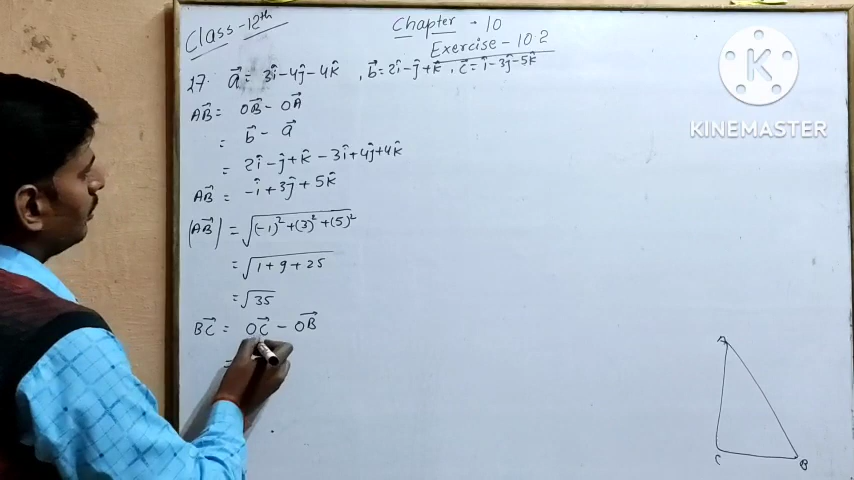 Class-12th
Chapter - 10
Exercise - 10.2
27. a⃗ = 3î-4ĵ-4k̂ , b⃗=2î-ĵ+k̂, c⃗=î-3ĵ-5k̂
AB⃗ = OB⃗ - OA⃗
= b⃗ - a⃗
= 2î-ĵ+k̂ -3î+4ĵ+4k̂
AB⃗ = -î+3ĵ+5k̂
|AB⃗| = √(-1)²+(3)²+(5)²
= √1+9+25
= √35
BC⃗ = OC⃗ - OB⃗
=
K
KINEMASTER
A
C
B